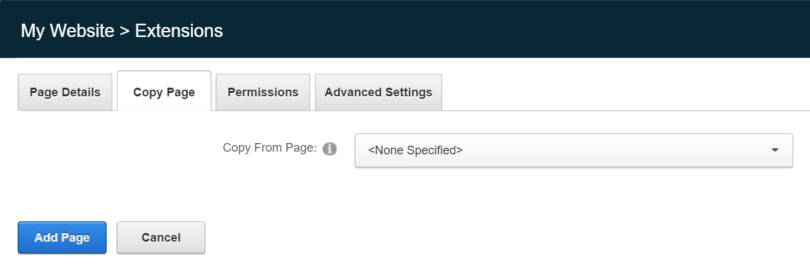 My Website > Extensions
Page Details Copy Page Permissions Advanced Settings
Copy From Page: i <None Specified>
Add Page Cancel